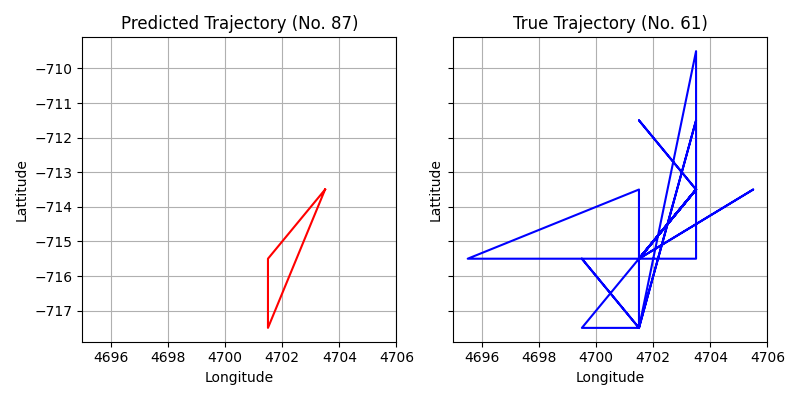 Predicted Trajectory (No. 87)
True Trajectory (No. 61)
−710
−711
−712
−713
−714
−715
−716
−717
Lattitude
Lattitude
4696 4698 4700 4702 4704 4706
4696 4698 4700 4702 4704 4706
Longitude
Longitude